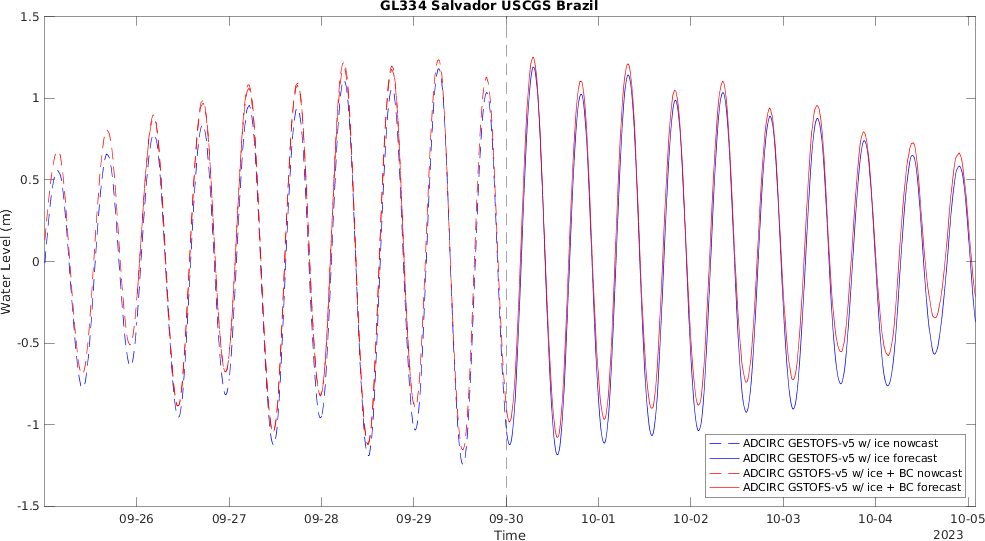 GL334 Salvador USCGS Brazil
1.5
1
0.5
0
-0.5
-1
-1.5
Water Level (m)
ADCIRC GESTOFS-v5 w/ ice nowcast
ADCIRC GESTOFS-v5 w/ ice forecast
ADCIRC GSTOFS-v5 w/ ice + BC nowcast
ADCIRC GSTOFS-v5 w/ ice + BC forecast
09-26 09-27 09-28 09-29 09-30 10-01 10-02 10-03 10-04 10-05
Time
2023